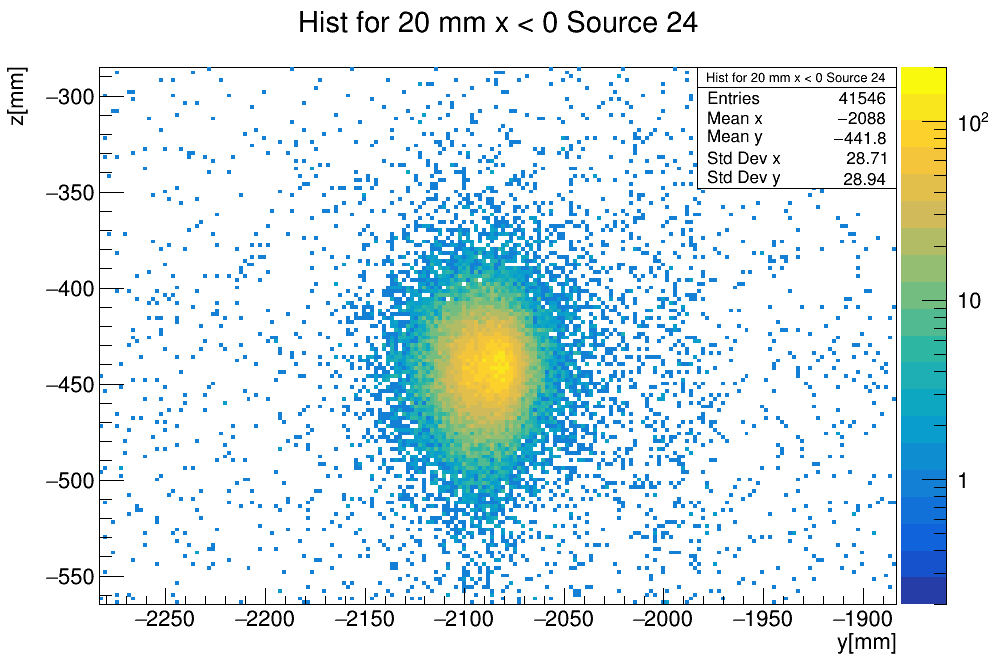 Hist for 20 mm x < 0 Source 24
z[mm]
Hist for 20 mm x < 0 Source 24
Entries 41546
Mean x −2088
Mean y −441.8
Std Dev x 28.71
Std Dev y 28.94
−300
−350
−400
−450
−500
−550
10²
10
1
−2250 −2200 −2150 −2100 −2050 −2000 −1950 −1900
y[mm]